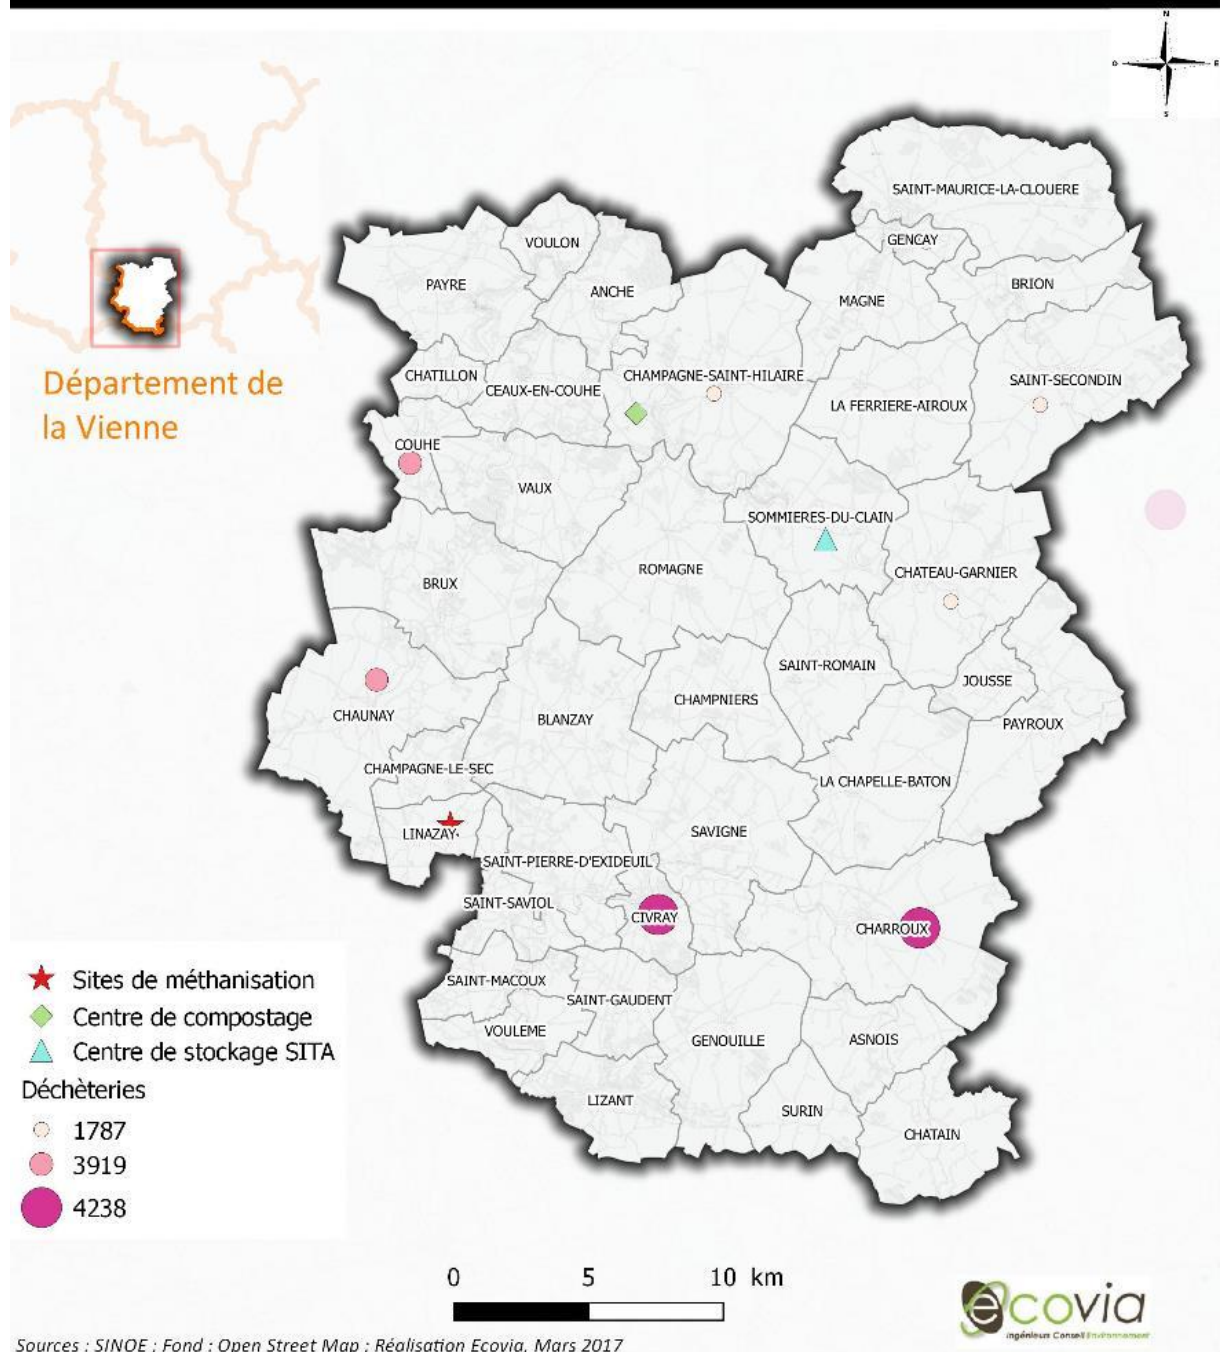 N
O
E
S
SAINT-MAURICE-LA-CLOUERE
GENCAY
VOULON
PAYRE
ANCHE
BRION
MAGNE
CHATILLON
CEAUX-EN-COUHE
CHAMPAGNE-SAINT-HILAIRE
SAINT-SECONDIN
LA FERRIERE-AIROUX
Département de
la Vienne
COUHE
VAUX
SOMMIERES-DU-CLAIN
ROMAGNE
CHATEAU-GARNIER
BRUX
SAINT-ROMAIN
JOUSSE
CHAMPNIERS
CHAUNAY
BLANZAY
PAYROUX
CHAMPAGNE-LE-SEC
LA CHAPELLE-BATON
LINAZAY
SAVIGNE
SAINT-PIERRE-D'EXIDEUIL
SAINT-SAVIOL
CIVRAY
CHARROUX
SAINT-MACOUX
SAINT-GAUDENT
VOULEME
GENOUILLE
ASNOIS
LIZANT
SURIN
CHATAIN
Sites de méthanisation
Centre de compostage
Centre de stockage SITA
Déchèteries
1787
3919
4238
0 5 10 km
ecovia
Ingénieurs Conseil Environnement
Sources : SINOE ; Fond : Open Street Map ; Réalisation Ecovia, Mars 2017